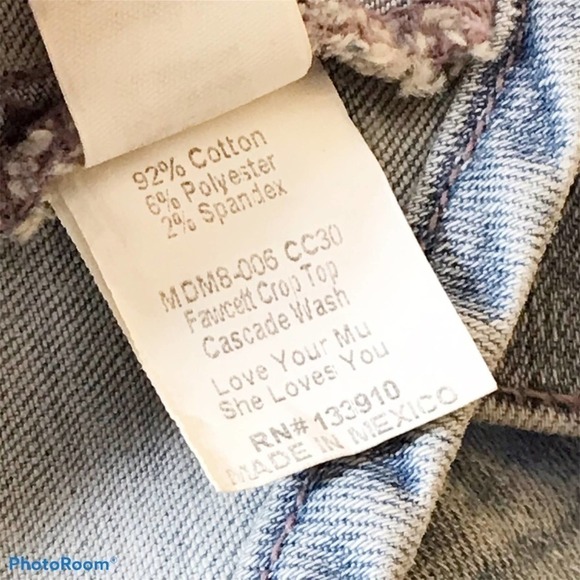 92% Cotton
6% Polyester
2% Spandex
MDM8-006 CC30
Fawcett Crop Top
Cascade Wash
Love Your Mu
She Loves You
RN# 133910
MADE IN MEXICO
PhotoRoom